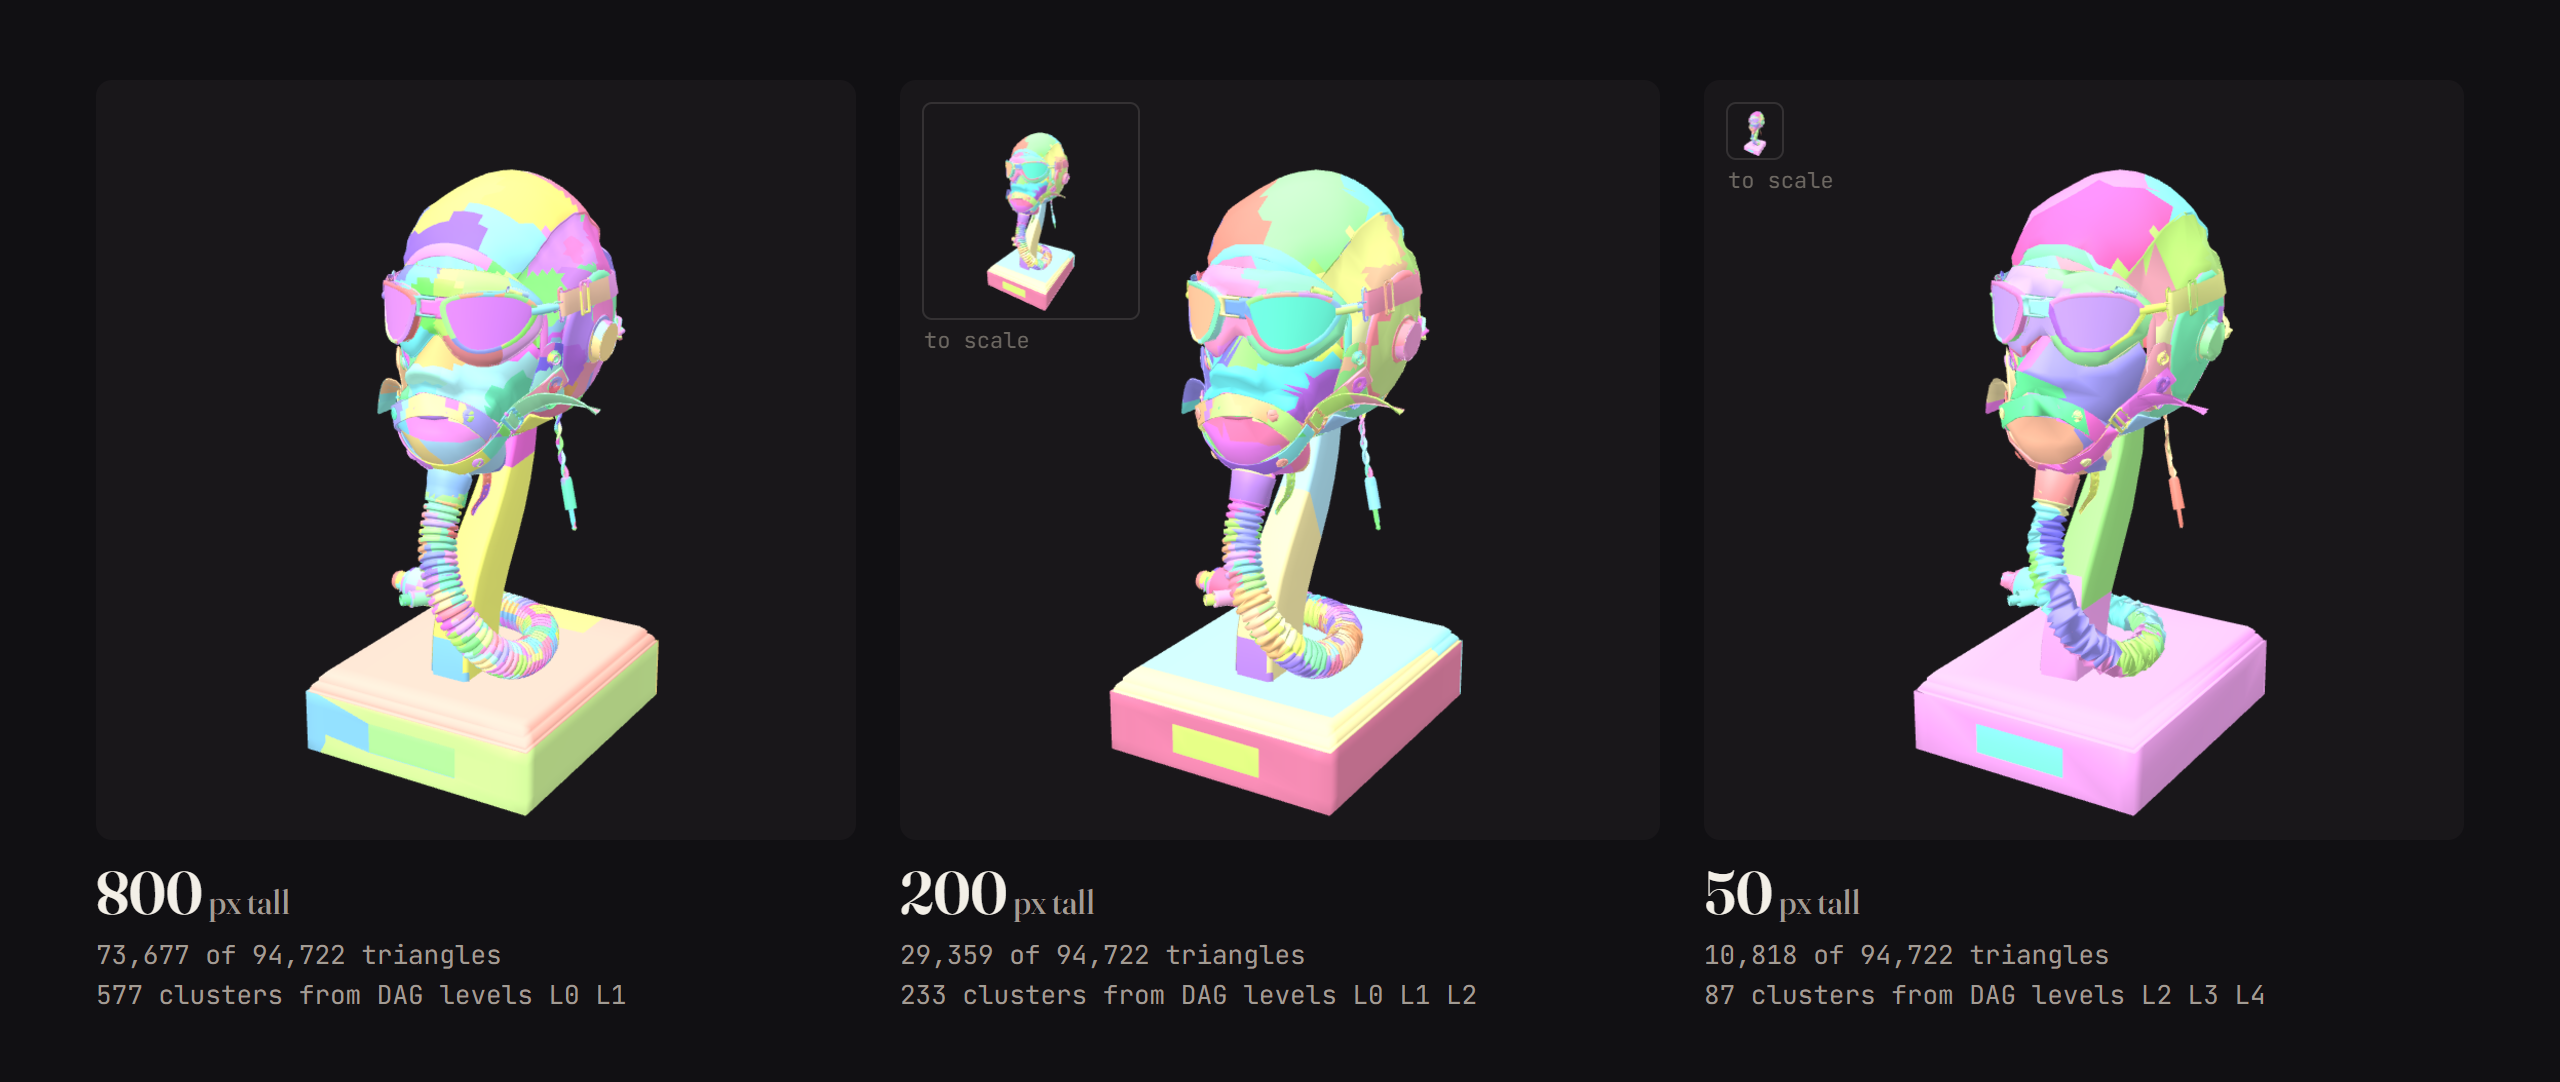 to scale
to scale
800 px tall
73,677 of 94,722 triangles
577 clusters from DAG levels L0 L1
200 px tall
29,359 of 94,722 triangles
233 clusters from DAG levels L0 L1 L2
50 px tall
10,818 of 94,722 triangles
87 clusters from DAG levels L2 L3 L4